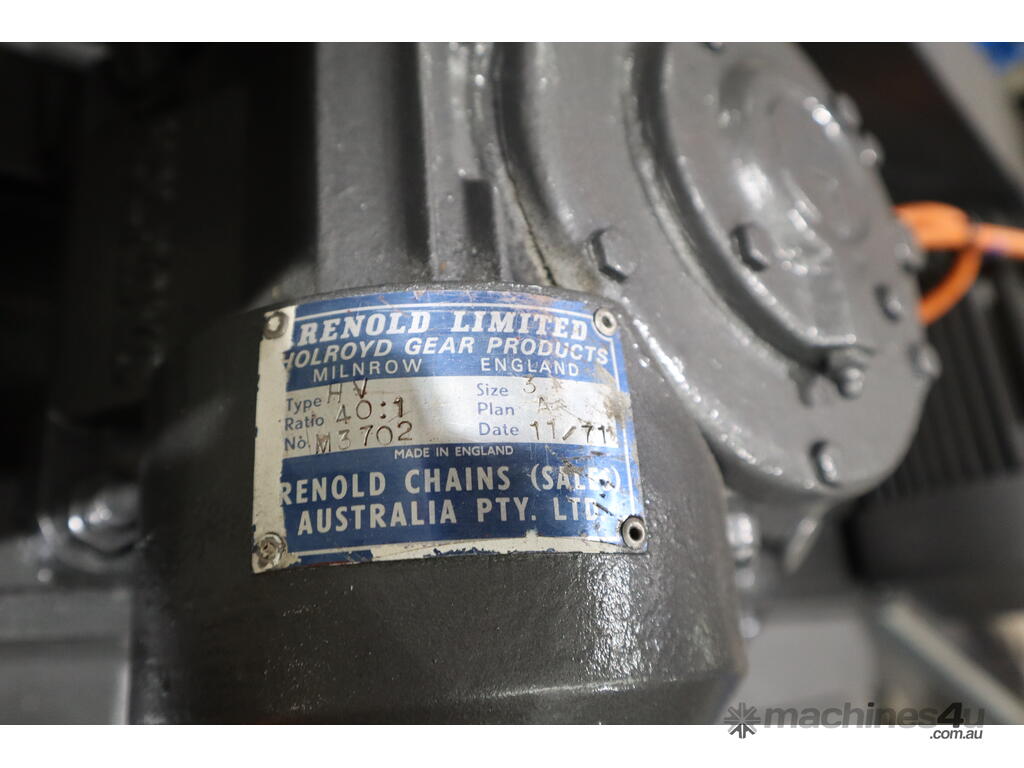 RENOLD LIMITED
HOLROYD GEAR PRODUCTS
MILNROW ENGLAND
Type HV Size 3
Ratio 40:1 Plan
No. M3702 Date 11/71
MADE IN ENGLAND
RENOLD CHAINS (SALES)
AUSTRALIA PTY. LTD.
machines4u
.com.au